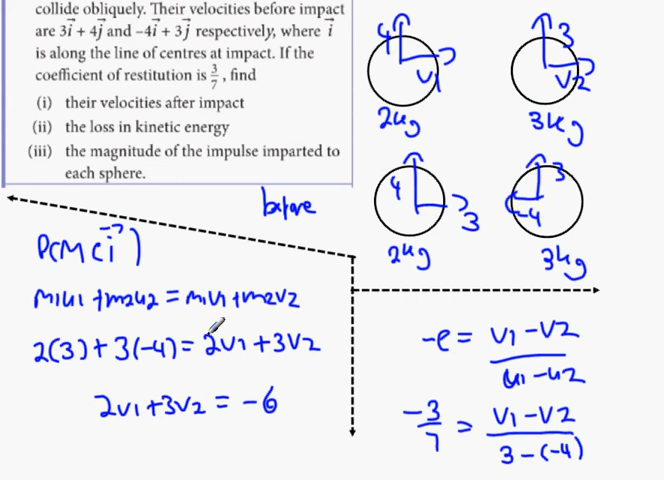 collide obliquely. Their velocities before impact
are 3i⃗ + 4j⃗ and −4i⃗ + 3j⃗ respectively, where i⃗
is along the line of centres at impact. If the
coefficient of restitution is 3/7, find
(i) their velocities after impact
(ii) the loss in kinetic energy
(iii) the magnitude of the impulse imparted to
each sphere.
4 V1
2kg
3 V2
3kg
before
4 3
2kg
3 -4
3kg
PCM (i⃗)
m1u1 + m2u2 = m1v1 + m2v2
2(3) + 3(-4) = 2v1 + 3v2
2v1 + 3v2 = -6
-e = (v1 - v2)/(u1 - u2)
-3/7 = (v1 - v2)/(3 - (-4))